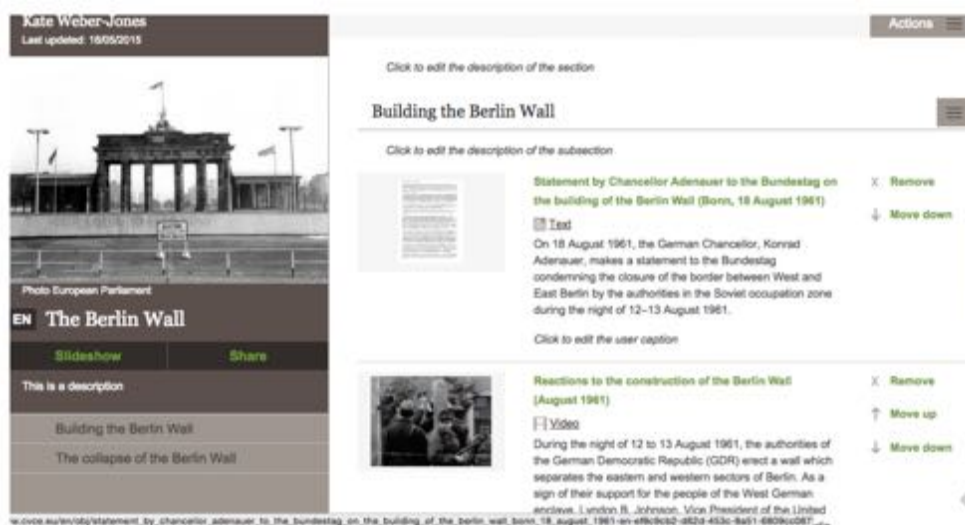 Kate Weber-Jones
Last updated: 18/05/2015
Photo European Parliament
EN The Berlin Wall
Slideshow
Share
This is a description
Building the Berlin Wall
The collapse of the Berlin Wall
Actions
Click to edit the description of the section
Building the Berlin Wall
Click to edit the description of the subsection
Statement by Chancellor Adenauer to the Bundestag on
the building of the Berlin Wall (Bonn, 18 August 1961)
Text
On 18 August 1961, the German Chancellor, Konrad
Adenauer, makes a statement to the Bundestag
condemning the closure of the border between West and
East Berlin by the authorities in the Soviet occupation zone
during the night of 12–13 August 1961.
Click to edit the user caption
X Remove
↓ Move down
Reactions to the construction of the Berlin Wall
(August 1961)
Video
During the night of 12 to 13 August 1961, the authorities of
the German Democratic Republic (GDR) erect a wall which
separates the eastern and western sectors of Berlin. As a
sign of their support for the people of the West German
enclave, Lyndon B. Johnson, Vice President of the United
X Remove
↑ Move up
↓ Move down